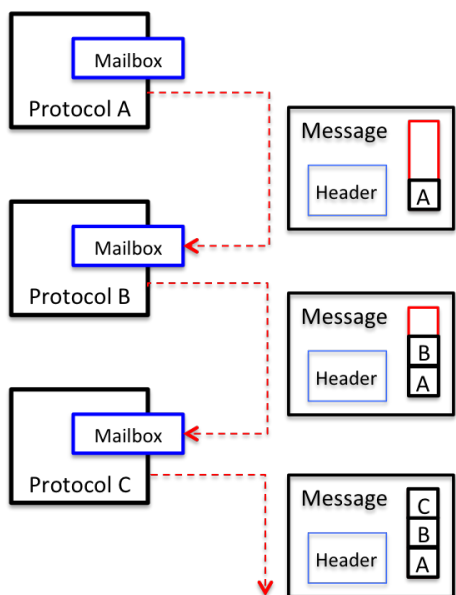 Mailbox
Protocol A
Message
Header
A
Mailbox
Protocol B
Message
B
Header
A
Mailbox
Protocol C
Message
C
B
Header
A